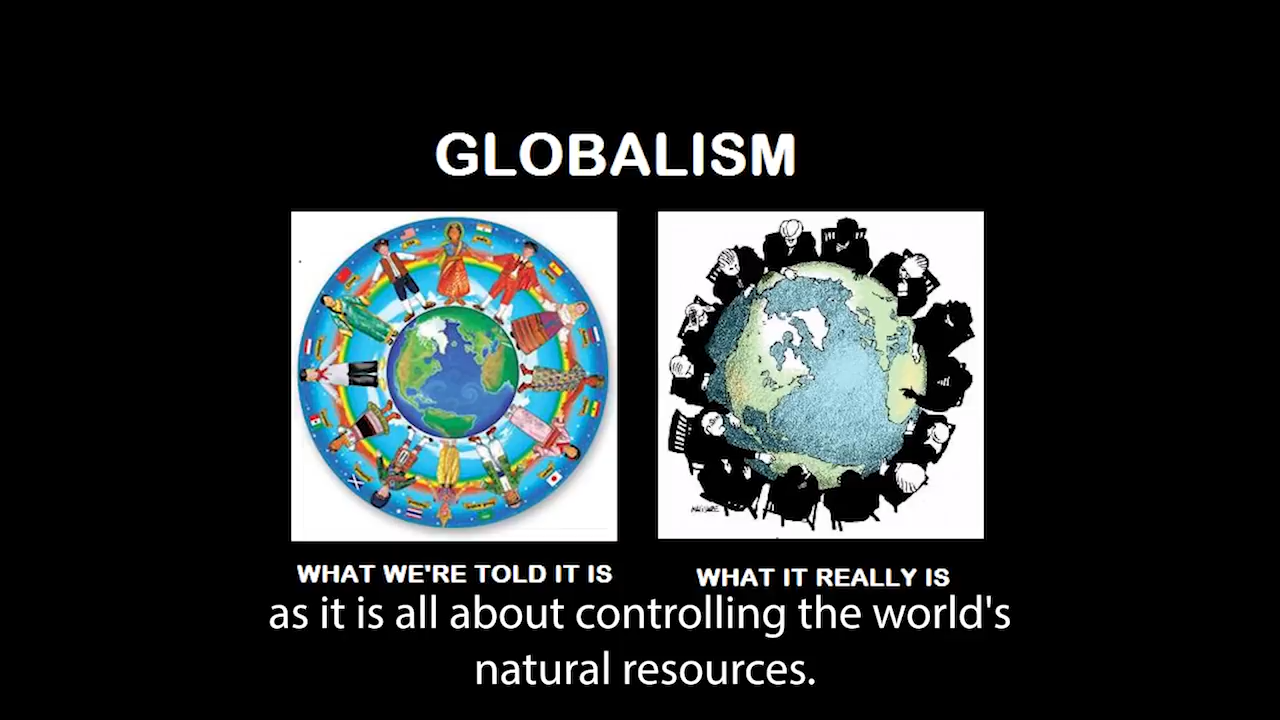 GLOBALISM
WHAT WE'RE TOLD IT IS
WHAT IT REALLY IS
as it is all about controlling the world's
natural resources.